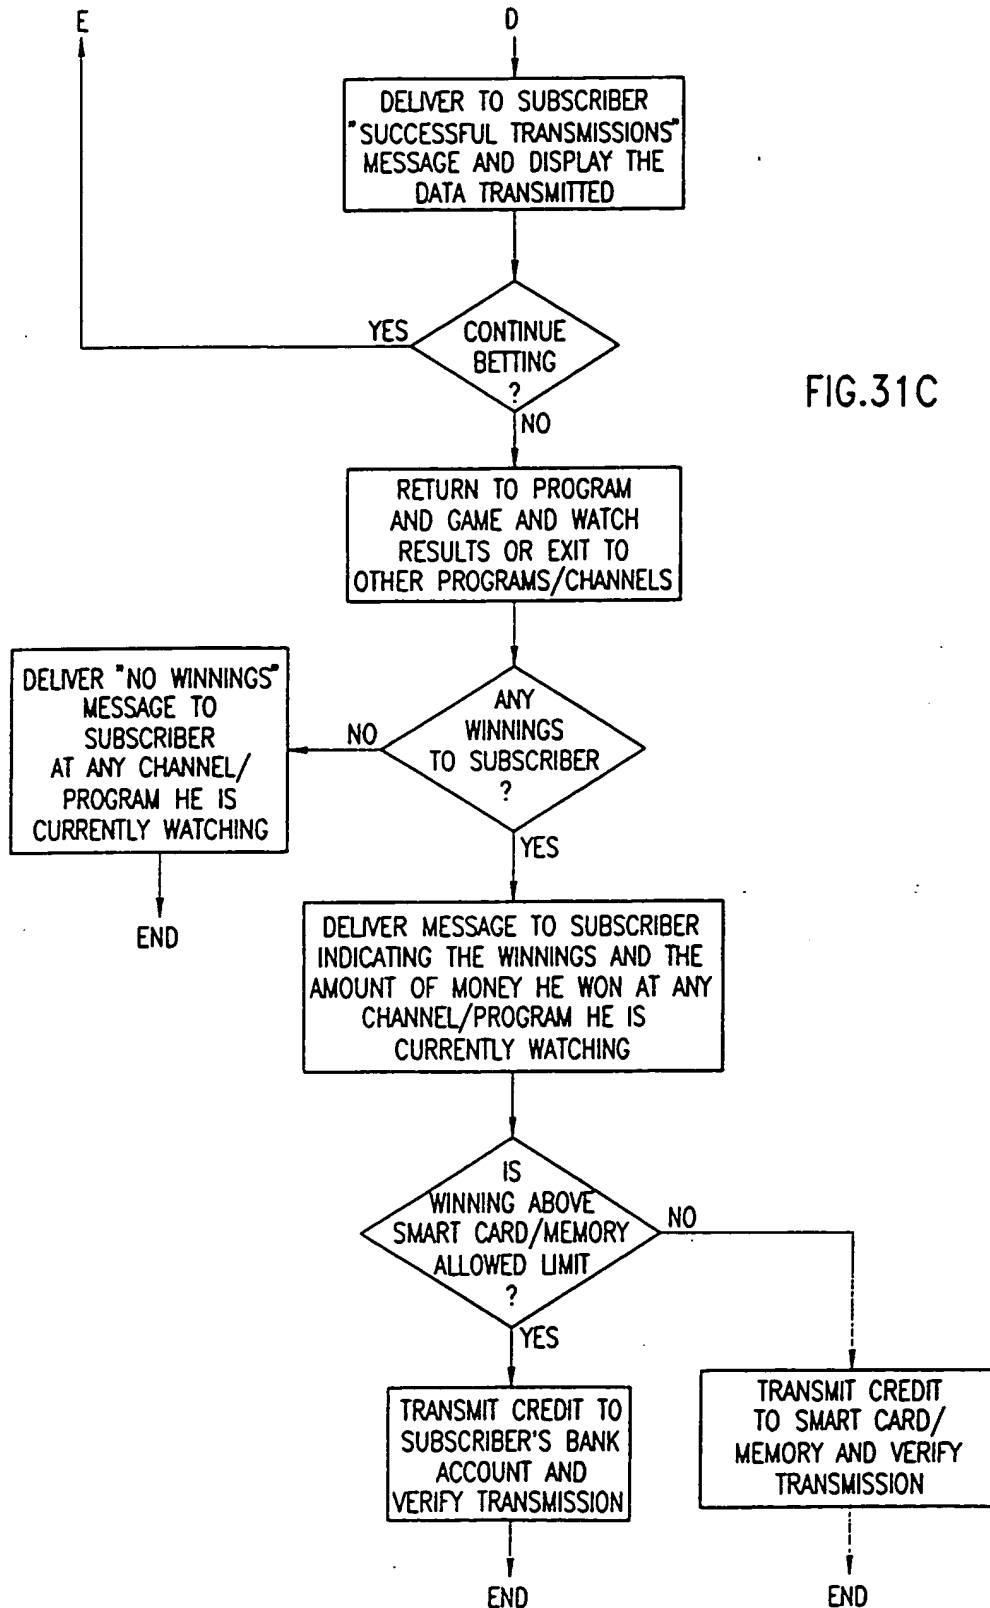 E
D
DELIVER TO SUBSCRIBER
"SUCCESSFUL TRANSMISSIONS"
MESSAGE AND DISPLAY THE
DATA TRANSMITTED
YES
CONTINUE
BETTING
?
NO
FIG.31C
RETURN TO PROGRAM
AND GAME AND WATCH
RESULTS OR EXIT TO
OTHER PROGRAMS/CHANNELS
DELIVER "NO WINNINGS"
MESSAGE TO
SUBSCRIBER
AT ANY CHANNEL/
PROGRAM HE IS
CURRENTLY WATCHING
END
NO
ANY
WINNINGS
TO SUBSCRIBER
?
YES
DELIVER MESSAGE TO SUBSCRIBER
INDICATING THE WINNINGS AND THE
AMOUNT OF MONEY HE WON AT ANY
CHANNEL/PROGRAM HE IS
CURRENTLY WATCHING
IS
WINNING ABOVE
SMART CARD/MEMORY
ALLOWED LIMIT
?
NO
YES
TRANSMIT CREDIT TO
SUBSCRIBER'S BANK
ACCOUNT AND
VERIFY TRANSMISSION
END
TRANSMIT CREDIT
TO SMART CARD/
MEMORY AND VERIFY
TRANSMISSION
END